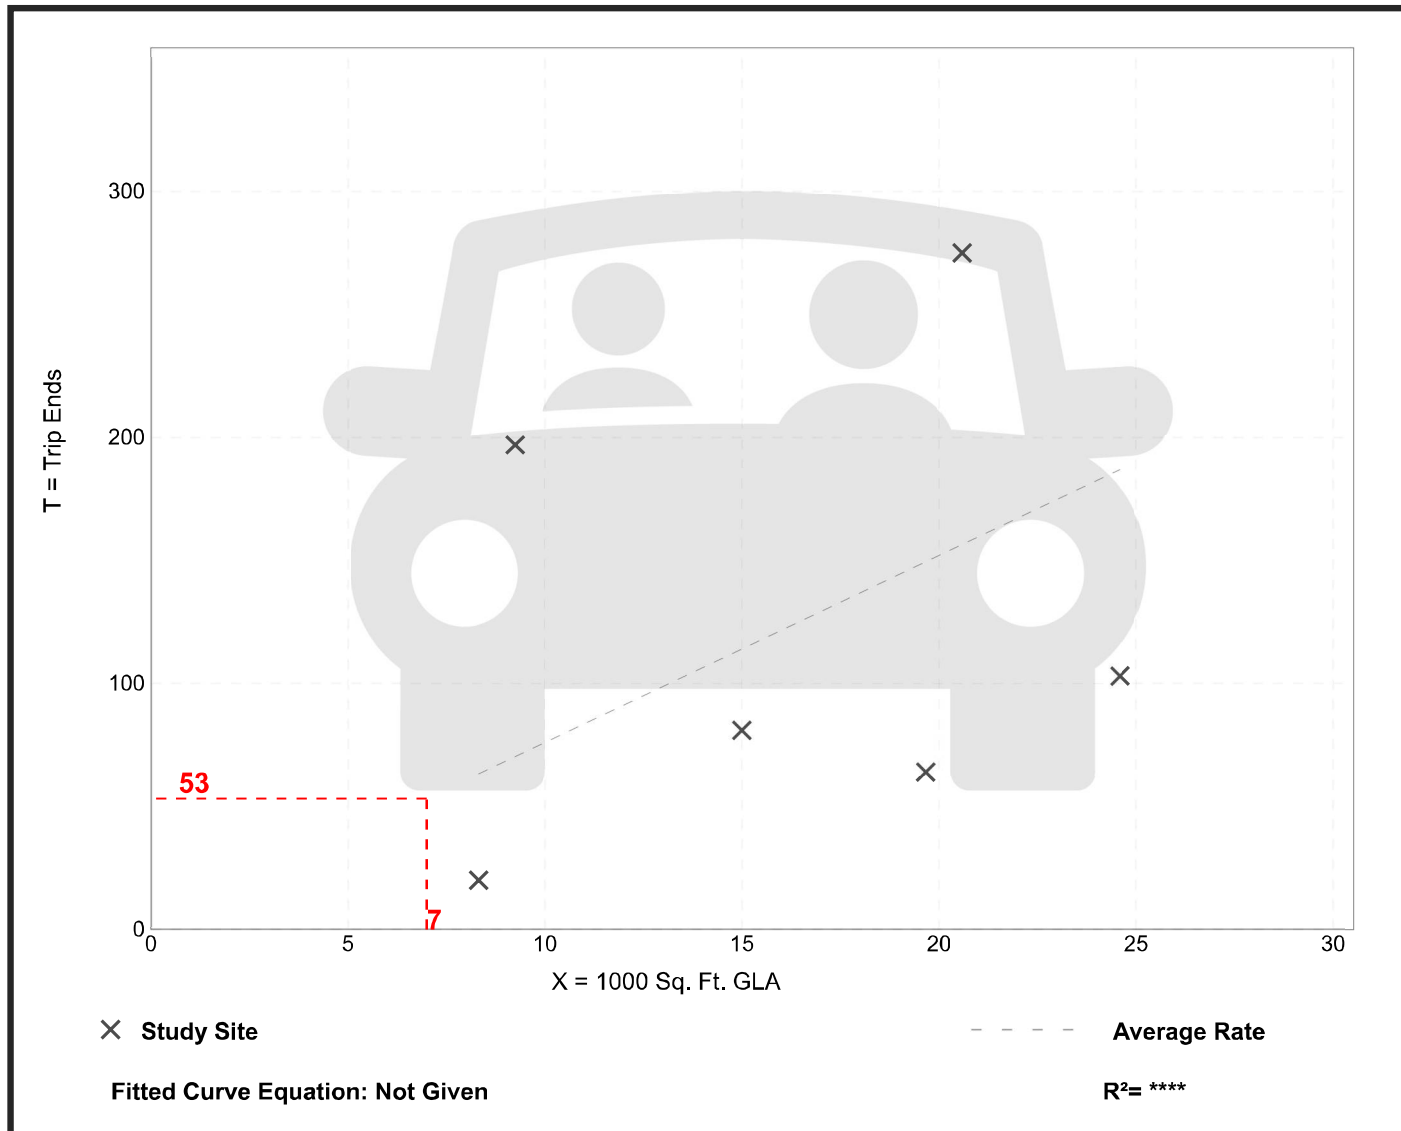 300
200
100
0
T = Trip Ends
53
7
0 5 10 15 20 25 30
X = 1000 Sq. Ft. GLA
Study Site
Average Rate
Fitted Curve Equation: Not Given
R²= ****